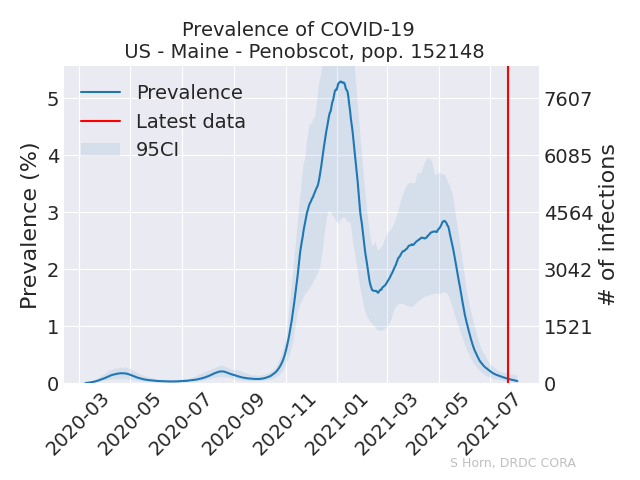 Prevalence of COVID-19
US - Maine - Penobscot, pop. 152148
Prevalence
Latest data
95CI
Prevalence (%)
5
4
3
2
1
0
7607
6085
4564
3042
1521
0
# of infections
2020-03
2020-05
2020-07
2020-09
2020-11
2021-01
2021-03
2021-05
2021-07
S Horn, DRDC CORA